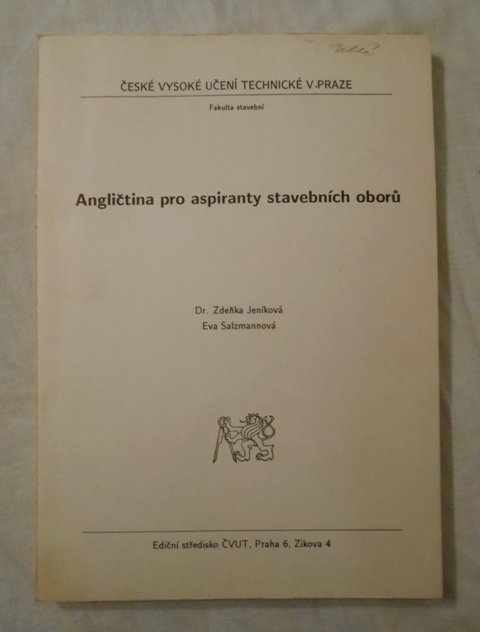 ČESKÉ VYSOKÉ UČENÍ TECHNICKÉ V PRAZE
Fakulta stavební
Angličtina pro aspiranty stavebních oborů
Dr. Zdeňka Jeníková
Eva Salzmannová
Ediční středisko ČVUT, Praha 6, Zikova 4